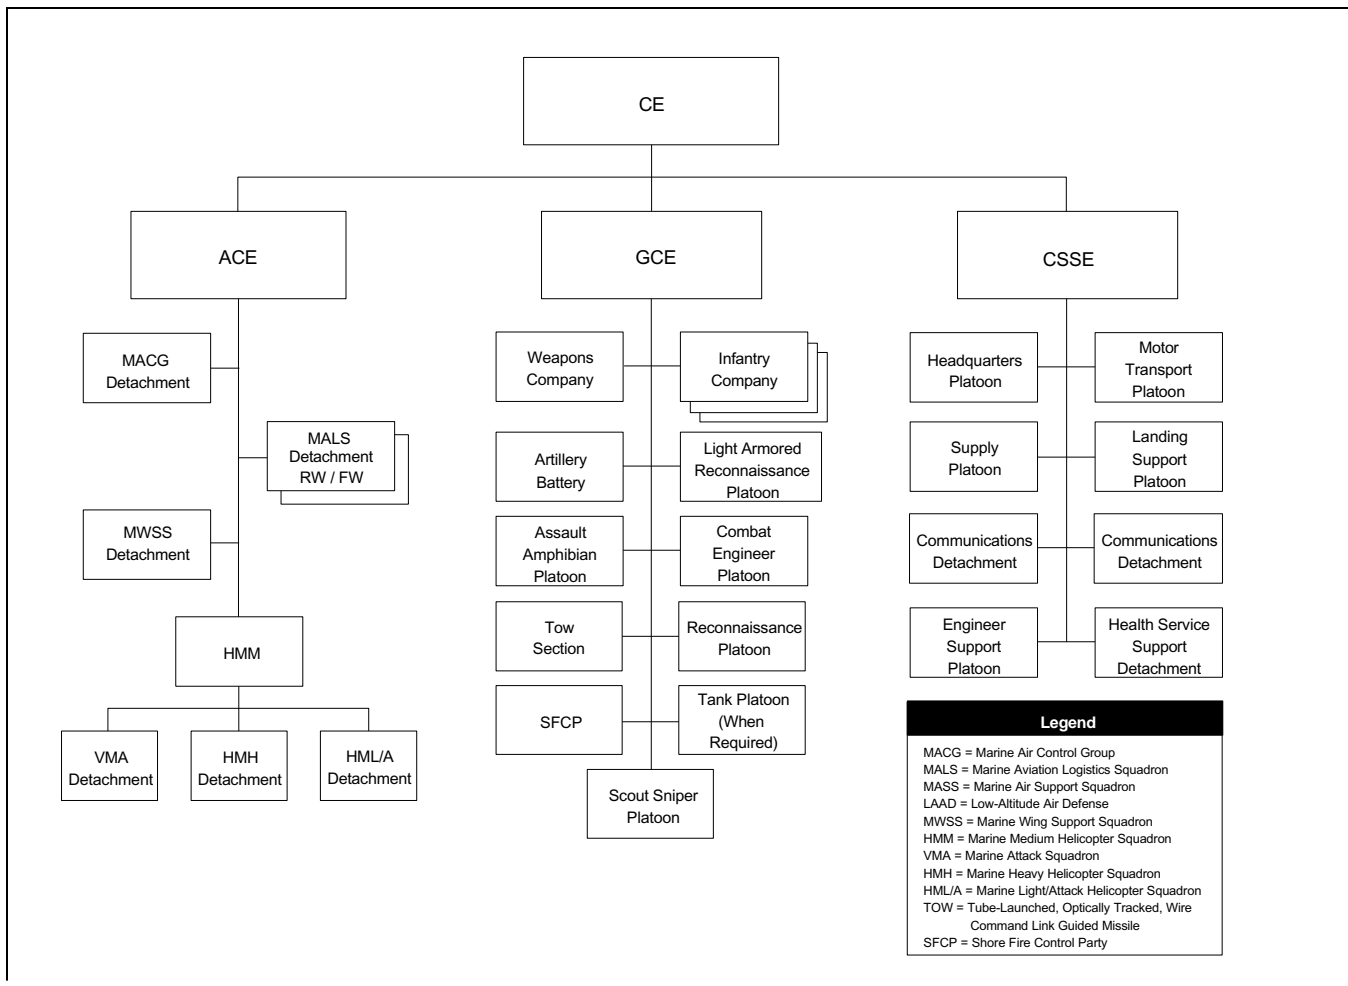 CE
ACE
GCE
CSSE
MACG
Detachment
MALS
Detachment
RW / FW
MWSS
Detachment
HMM
VMA
Detachment
HMH
Detachment
HML/A
Detachment
Weapons
Company
Infantry
Company
Artillery
Battery
Light Armored
Reconnaissance
Platoon
Assault
Amphibian
Platoon
Combat
Engineer
Platoon
Tow
Section
Reconnaissance
Platoon
SFCP
Tank Platoon
(When
Required)
Scout Sniper
Platoon
Headquarters
Platoon
Motor
Transport
Platoon
Supply
Platoon
Landing
Support
Platoon
Communications
Detachment
Communications
Detachment
Engineer
Support
Platoon
Health Service
Support
Detachment
Legend
MACG = Marine Air Control Group
MALS = Marine Aviation Logistics Squadron
MASS = Marine Air Support Squadron
LAAD = Low-Altitude Air Defense
MWSS = Marine Wing Support Squadron
HMM = Marine Medium Helicopter Squadron
VMA = Marine Attack Squadron
HMH = Marine Heavy Helicopter Squadron
HML/A = Marine Light/Attack Helicopter Squadron
TOW = Tube-Launched, Optically Tracked, Wire
Command Link Guided Missile
SFCP = Shore Fire Control Party